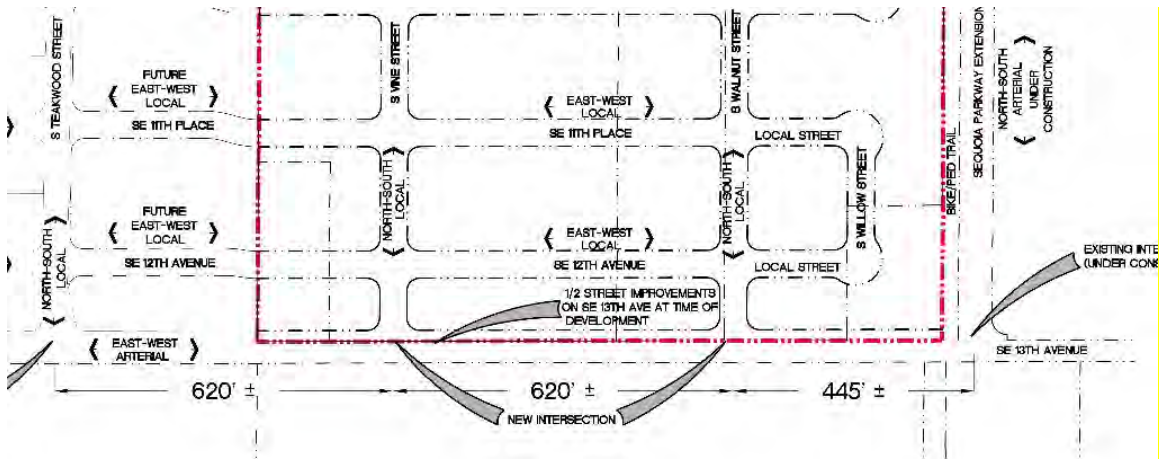 S TEAKWOOD STREET
FUTURE
EAST-WEST
LOCAL
SE 11TH PLACE
S VINE STREET
EAST-WEST
LOCAL
SE 11TH PLACE
S WALNUT STREET
LOCAL STREET
BIKE/PED TRAIL
SEQUOIA PARKWAY EXTENSION
NORTH-SOUTH
ARTERIAL
UNDER
CONSTRUCTION
NORTH-SOUTH
LOCAL
NORTH-SOUTH
LOCAL
S WILLOW STREET
NORTH-SOUTH
LOCAL
FUTURE
EAST-WEST
LOCAL
SE 12TH AVENUE
EAST-WEST
LOCAL
SE 12TH AVENUE
LOCAL STREET
EXISTING INTE
(UNDER CONS
1/2 STREET IMPROVEMENTS
ON SE 13TH AVE AT TIME OF
DEVELOPMENT
EAST-WEST
ARTERIAL
SE 13TH AVENUE
620' ±
620' ±
445' ±
NEW INTERSECTION